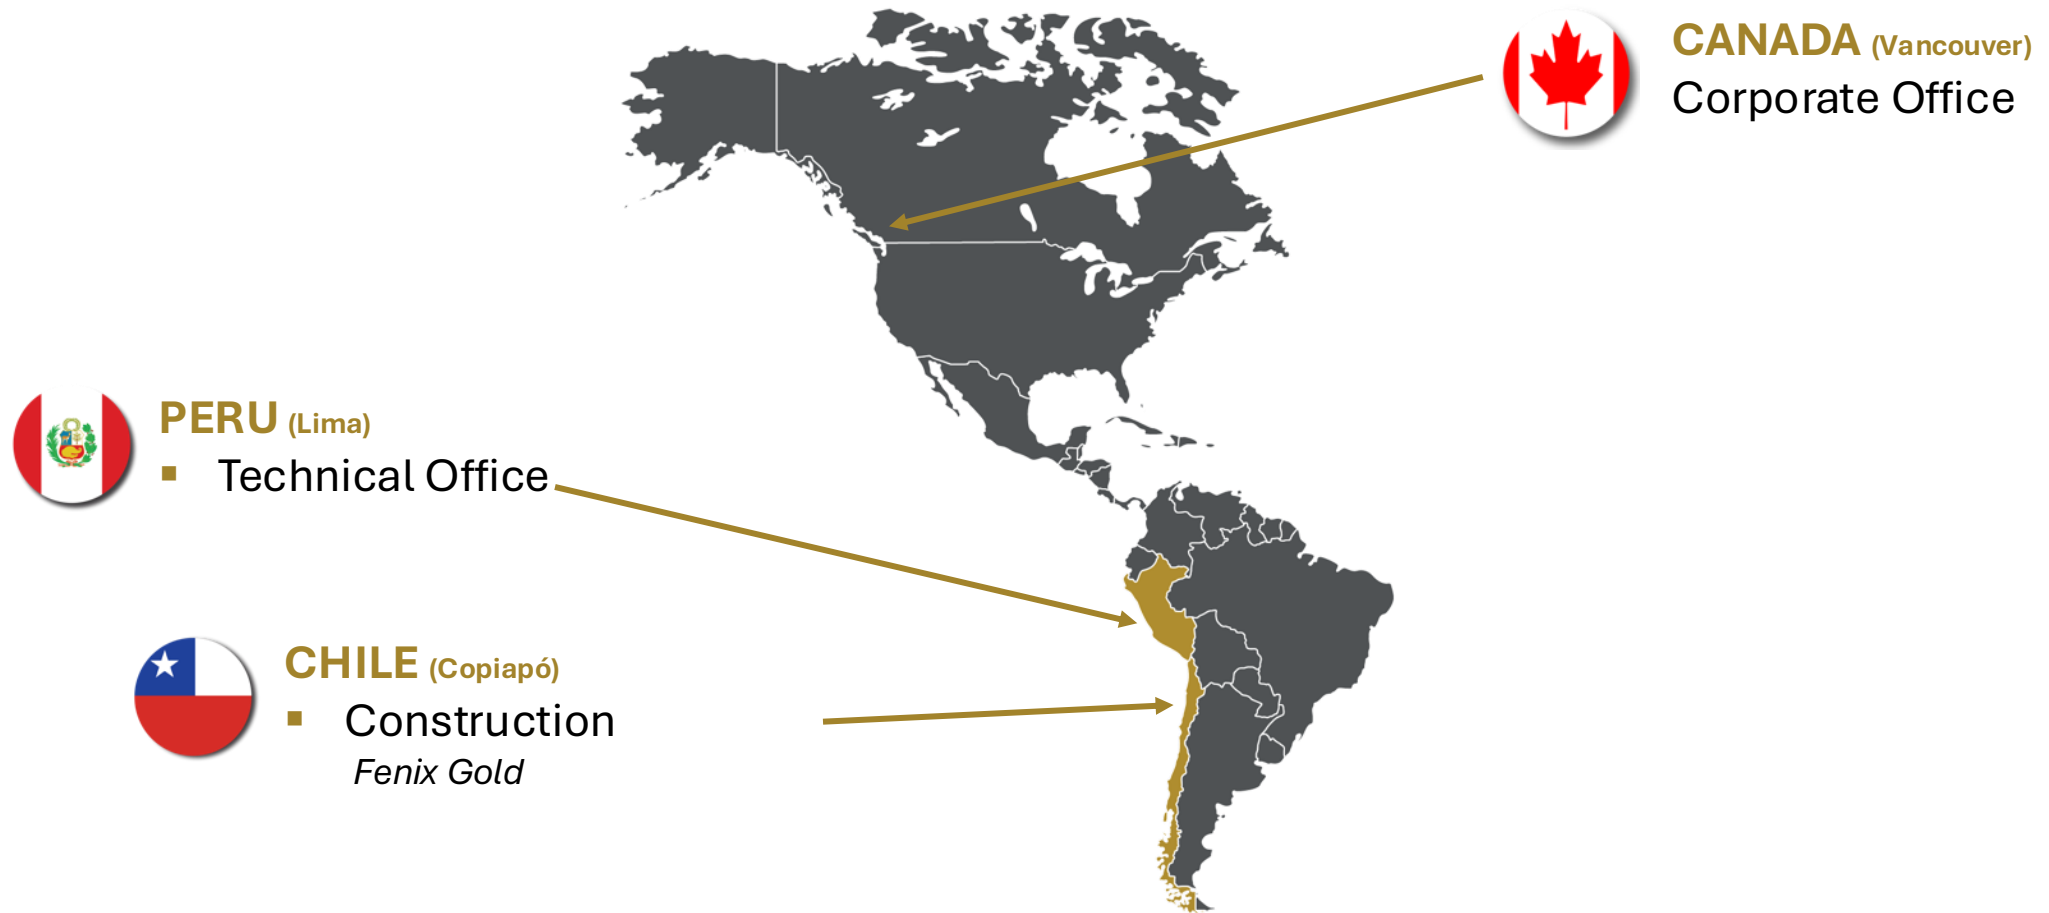 CANADA (Vancouver)
Corporate Office
PERU (Lima)
▪ Technical Office
CHILE (Copiapó)
▪ Construction
Fenix Gold